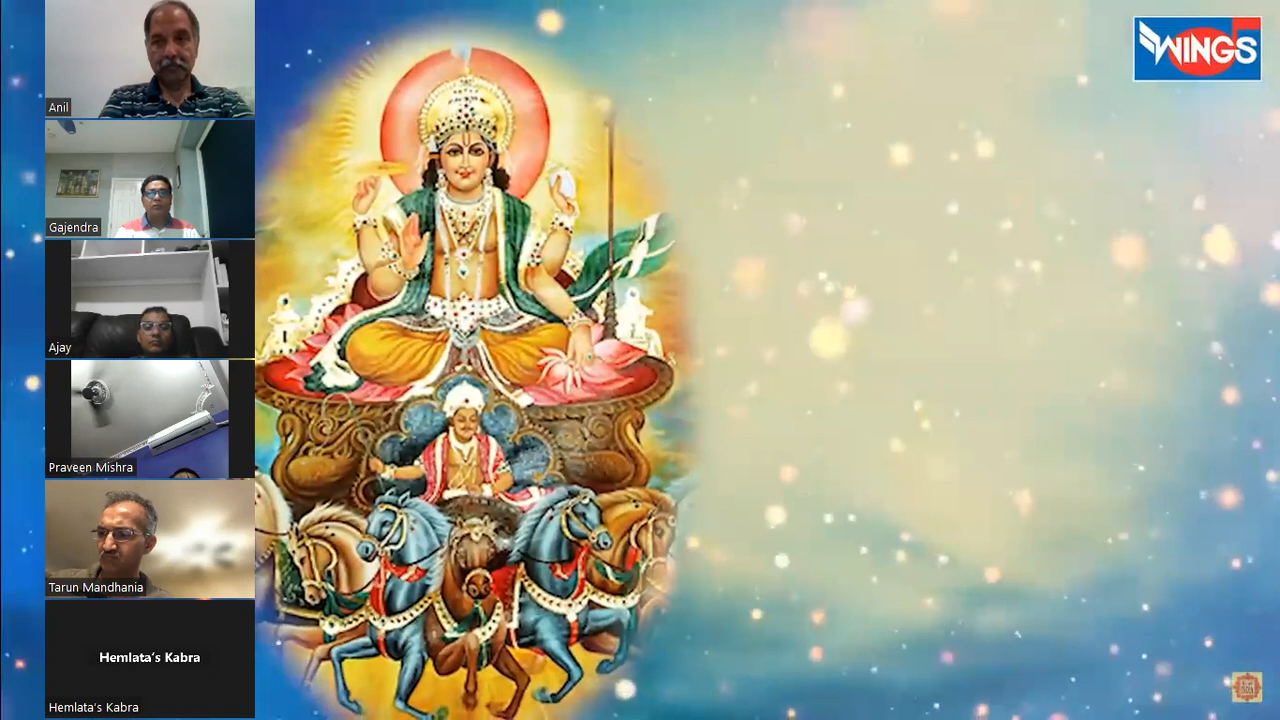 Anil
Gajendra
Ajay
Praveen Mishra
Tarun Mandhania
Hemlata's Kabra
Hemlata's Kabra
WINGS